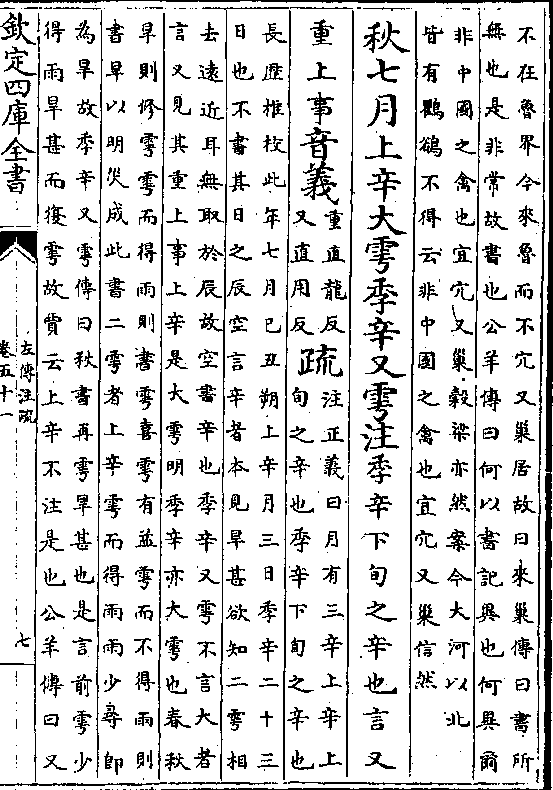 不在魯界今來魯而不穴又巢居故曰來巢傳曰書所
無也是非常故書也公羊傳曰何以書記異也何異爾
非中國之禽也宜穴又巢穀梁亦然案今大河以北
皆有鸜鵒不得云非中國之禽也宜穴又巢信然
秋七月上辛大雩季辛又雩注季辛下旬之辛也言又
重上事音義
重直龍反
又直用反
疏
注正義曰月有三辛上辛上
旬之辛也季辛下旬之辛也
長歷推校此年七月己丑朔上辛月三日季辛二十三
日也不書其日之辰空言辛者本見旱甚欲知二雩相
去遠近耳無取於辰故空書辛也季辛又雩不言大者
言又見其重上事上辛是大雩明季辛亦大雩也春秋
旱則修雩雩而得雨則書雩喜雩有益雩而不得雨則
書旱以明災成此書二雩者上辛雩而得雨雨少尋即
為旱故季辛又雩傳曰秋書再雩旱甚也是言前雩少
得雨旱甚而復雩故賈云上辛不注是也公羊傳曰又
欽定四庫全書
左傳注疏
卷五十一
七